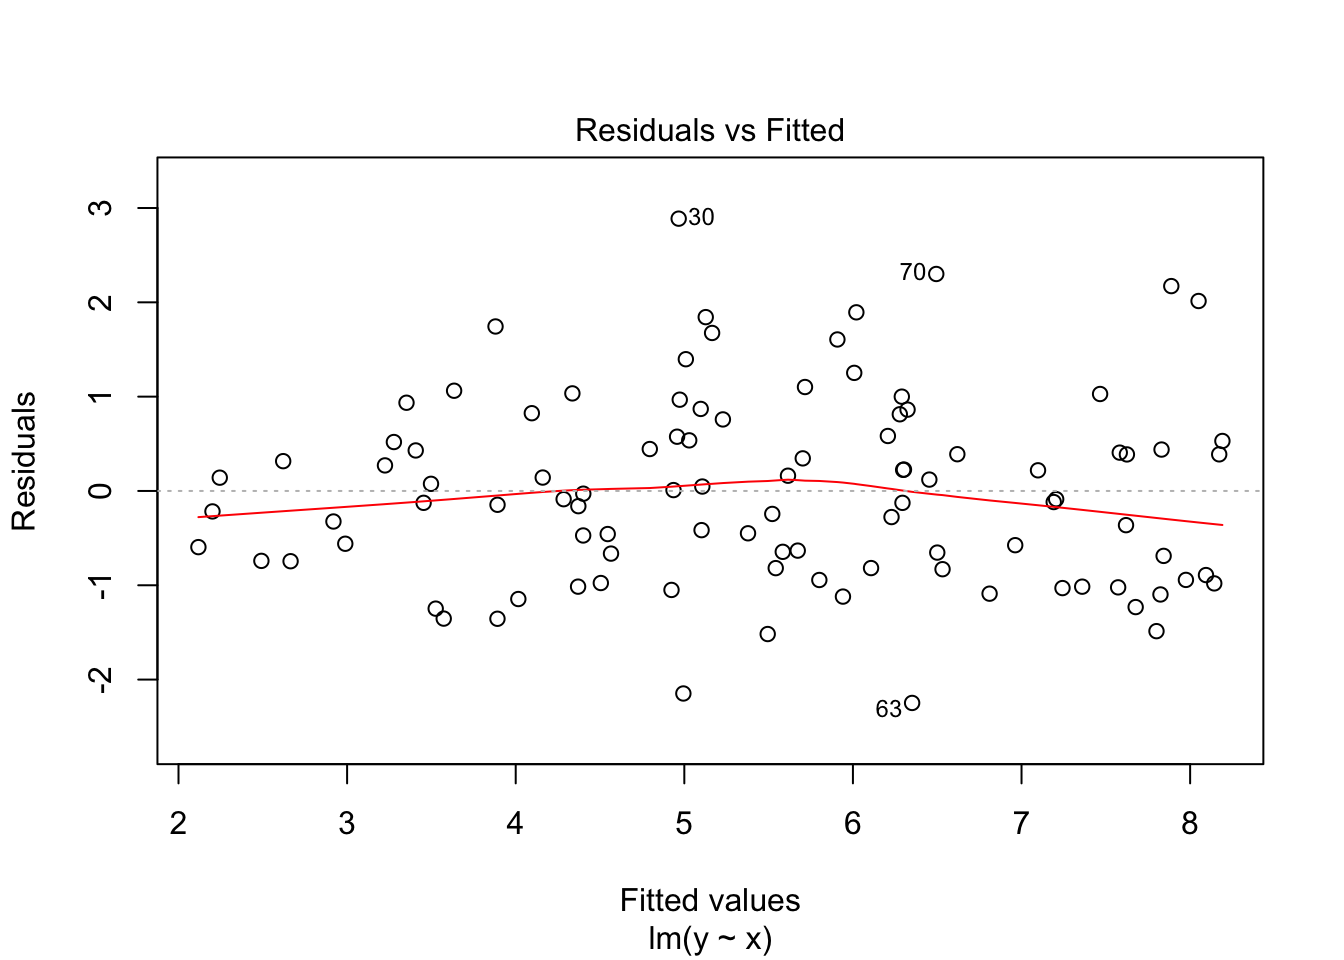 Residuals vs Fitted
Residuals
3
2
1
0
-1
-2
30
70
63
2 3 4 5 6 7 8
Fitted values
lm(y ~ x)